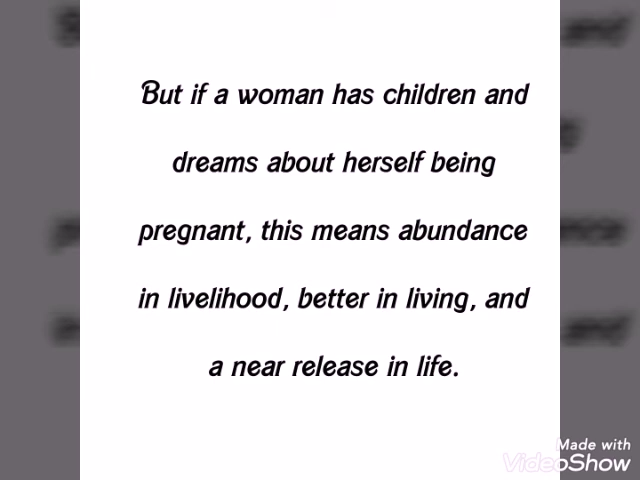 But if a woman has children and
dreams about herself being
pregnant, this means abundance
in livelihood, better in living, and
a near release in life.
Made with
VideoShow